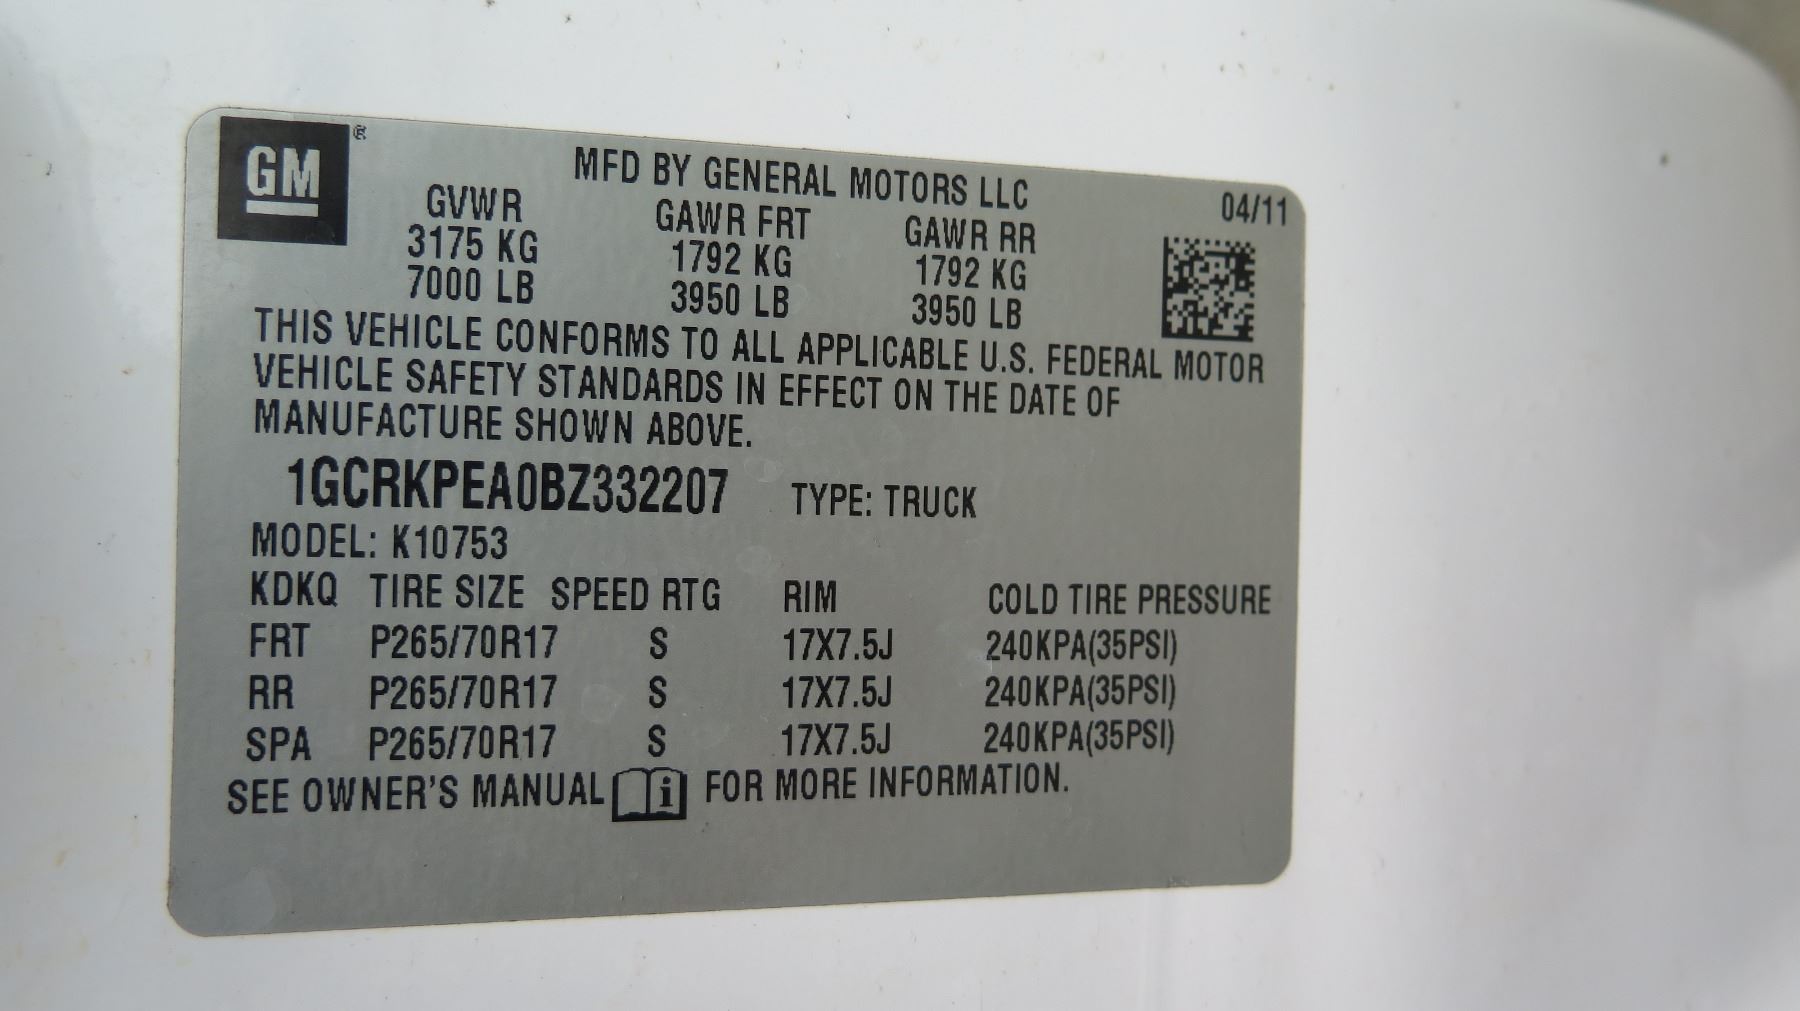 GM ®
MFD BY GENERAL MOTORS LLC
04/11
GVWR GAWR FRT GAWR RR
3175 KG 1792 KG 1792 KG
7000 LB 3950 LB 3950 LB
THIS VEHICLE CONFORMS TO ALL APPLICABLE U.S. FEDERAL MOTOR
VEHICLE SAFETY STANDARDS IN EFFECT ON THE DATE OF
MANUFACTURE SHOWN ABOVE.
1GCRKPEA0BZ332207 TYPE: TRUCK
MODEL: K10753
KDKQ TIRE SIZE SPEED RTG RIM COLD TIRE PRESSURE
FRT P265/70R17 S 17X7.5J 240KPA(35PSI)
RR P265/70R17 S 17X7.5J 240KPA(35PSI)
SPA P265/70R17 S 17X7.5J 240KPA(35PSI)
SEE OWNER'S MANUAL i FOR MORE INFORMATION.